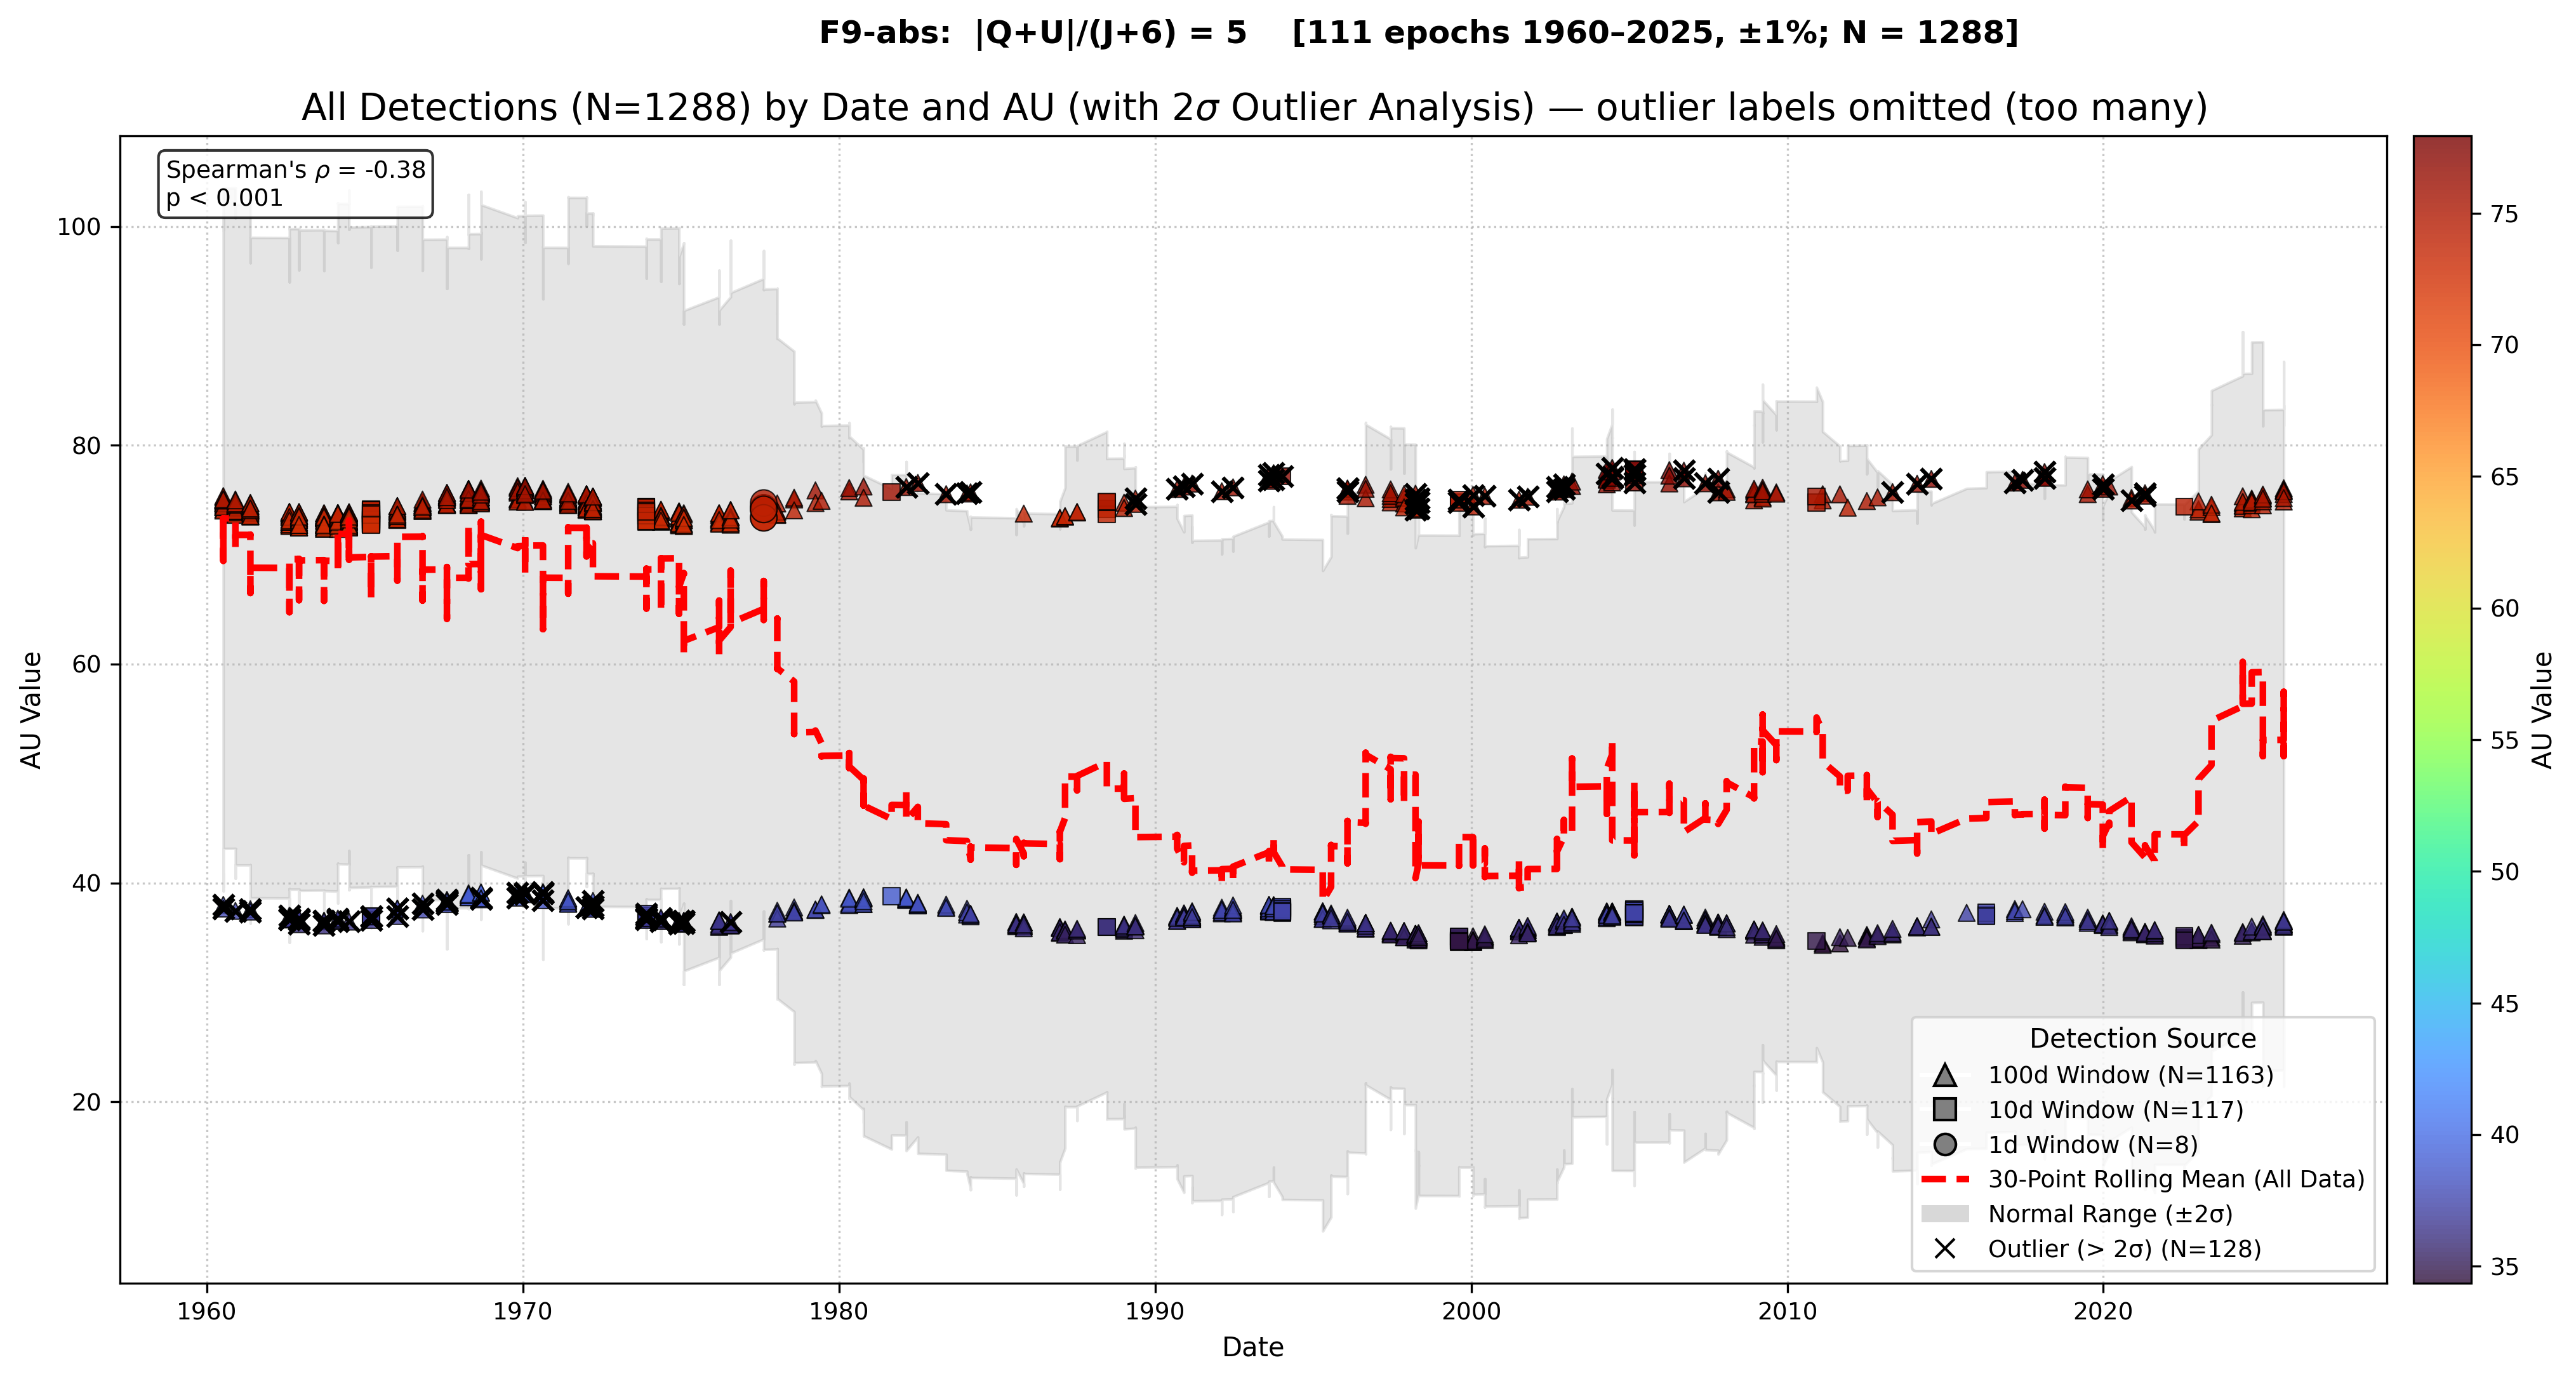 F9-abs: |Q+U|/(J+6) = 5 [111 epochs 1960–2025, ±1%; N = 1288]
All Detections (N=1288) by Date and AU (with 2σ Outlier Analysis) — outlier labels omitted (too many)
Spearman's ρ = -0.38
p < 0.001
100
80
60
40
20
AU Value
1960
1970
1980
1990
2000
2010
2020
Date
Detection Source
100d Window (N=1163)
10d Window (N=117)
1d Window (N=8)
30-Point Rolling Mean (All Data)
Normal Range (±2σ)
Outlier (> 2σ) (N=128)
75
70
65
60
55
50
45
40
35
AU Value